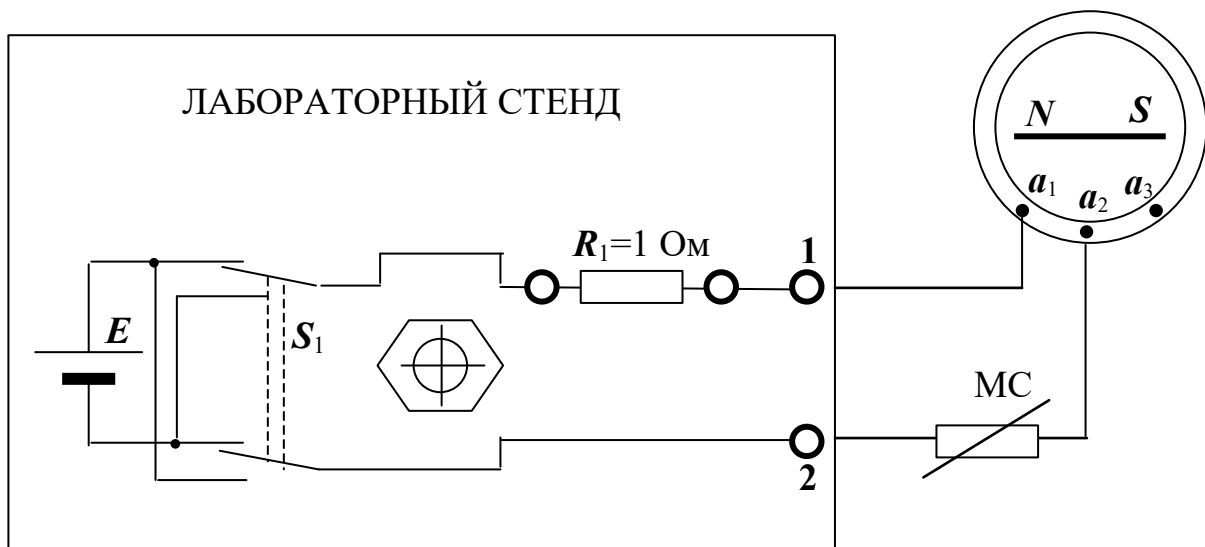 ЛАБОРАТОРНЫЙ СТЕНД
N S
a1 a2 a3
R1=1 Ом
1
E
S1
МС
2